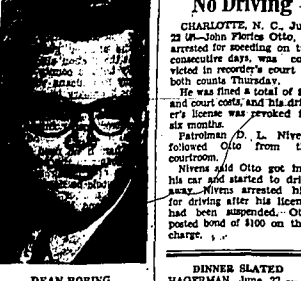 No Driving
CHARLOTTE, N. C., Ju
22 (AP)—John Flories Otto,
arrested for speeding on t
consecutive days, was co
victed in recorder's court
both counts Thursday.
He was fined a total of $
and court costs, and his dri
er's license was revoked f
six months.
Patrolman D. L. Nive
followed Otto from t
courtroom.
Nivens said Otto got in
his car and started to dri
away. Nivens arrested hi
for driving after his licen
had been suspended. Ot
posted bond of $100 on th
charge.
DEAN
DINNER SLATED
HAGERMAN, June 22